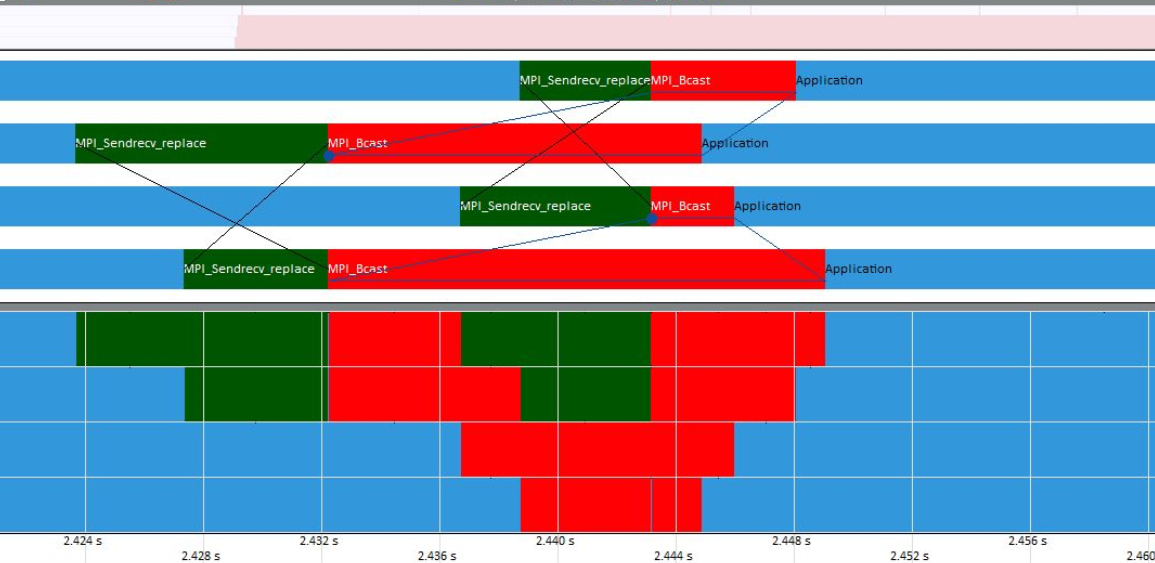 MPI_Sendrecv_replace MPI_Bcast Application
MPI_Sendrecv_replace MPI_Bcast Application
MPI_Sendrecv_replace MPI_Bcast Application
MPI_Sendrecv_replace MPI_Bcast Application
2.424 s 2.432 s 2.440 s 2.448 s 2.456 s
2.428 s 2.436 s 2.444 s 2.452 s 2.460